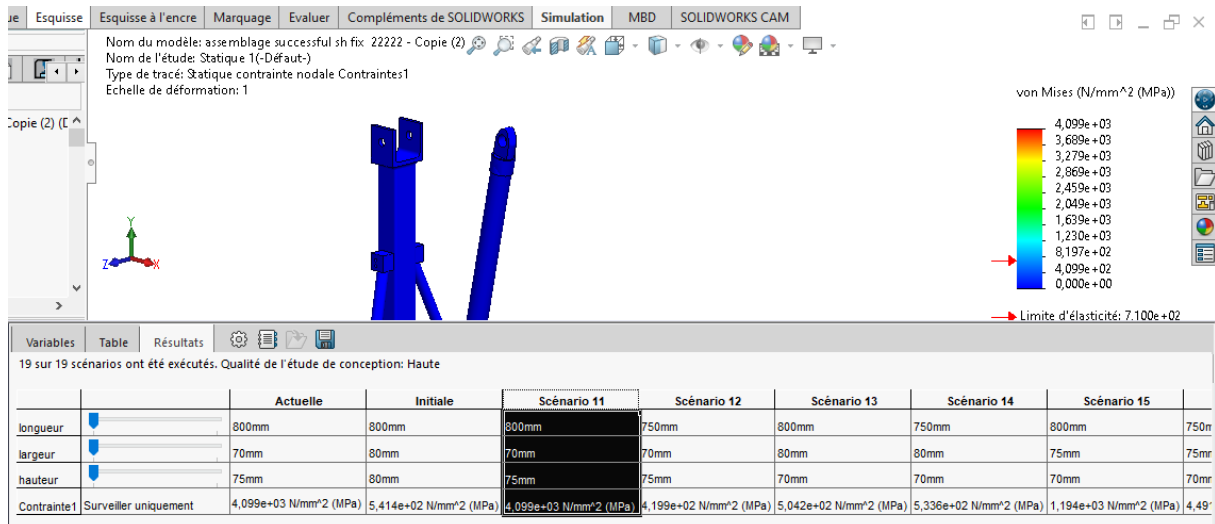 ue Esquisse Esquisse à l'encre Marquage Evaluer Compléments de SOLIDWORKS Simulation MBD SOLIDWORKS CAM
Nom du modèle: assemblage successful sh fix 22222 - Copie (2)
Nom de l'étude: Statique 1(-Défaut-)
Type de tracé: Statique contrainte nodale Contraintes1
Echelle de déformation: 1
Copie (2) (D
von Mises (N/mm^2 (MPa))
4,099e+03
3,689e+03
3,279e+03
2,869e+03
2,459e+03
2,049e+03
1,639e+03
1,230e+03
8,197e+02
4,099e+02
0,000e+00
Limite d'élasticité: 7.100e+02
Y
Z X
Variables Table Résultats
19 sur 19 scénarios ont été exécutés. Qualité de l'étude de conception: Haute
Actuelle Initiale Scénario 11 Scénario 12 Scénario 13 Scénario 14 Scénario 15
longueur 800mm 800mm 800mm 750mm 800mm 750mm 800mm 750m
largeur 70mm 80mm 70mm 70mm 80mm 80mm 75mm 75mm
hauteur 75mm 80mm 75mm 75mm 70mm 70mm 70mm 70mm
Contrainte1 Surveiller uniquement 4,099e+03 N/mm^2 (MPa) 5,414e+02 N/mm^2 (MPa) 4,099e+03 N/mm^2 (MPa) 4,199e+02 N/mm^2 (MPa) 5,042e+02 N/mm^2 (MPa) 5,336e+02 N/mm^2 (MPa) 1,194e+03 N/mm^2 (MPa) 4,49